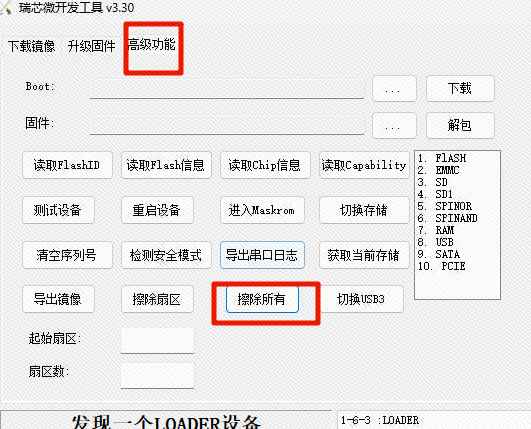 瑞芯微开发工具 v3.30
下载镜像 升级固件 高级功能
Boot: ... 下载
固件: ... 解包
读取FlashID 读取Flash信息 读取Chip信息 读取Capability
测试设备 重启设备 进入Maskrom 切换存储
清空序列号 检测安全模式 导出串口日志 获取当前存储
导出镜像 擦除扇区 擦除所有 切换USB3
1. FlASH
2. EMMC
3. SD
4. SD1
5. SPINOR
6. SPINAND
7. RAM
8. USB
9. SATA
10. PCIE
起始扇区:
扇区数:
发现一个LOADER设备 1-6-3 :LOADER